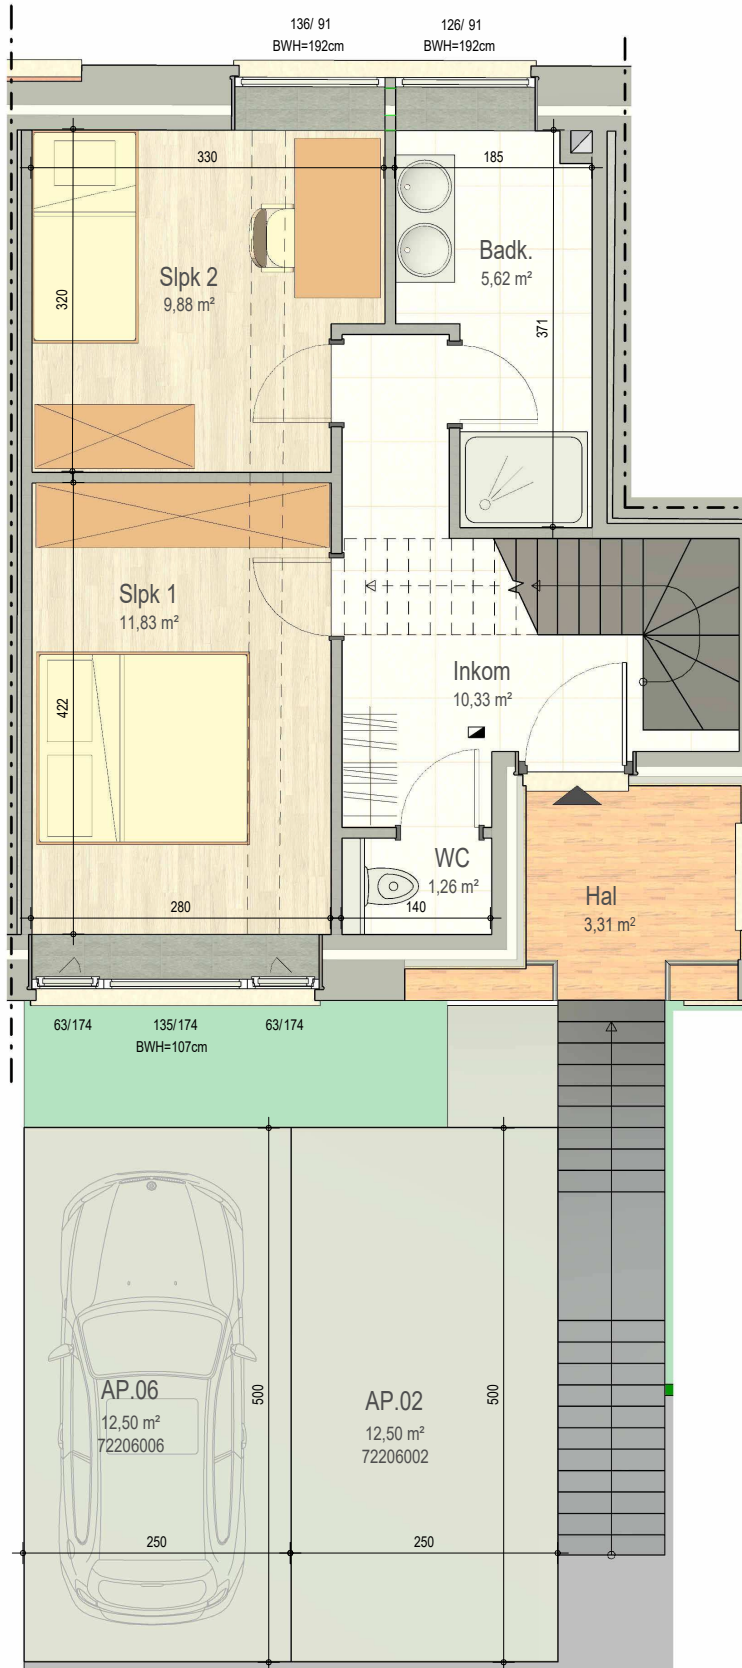 136/ 91
BWH=192cm
126/ 91
BWH=192cm
330
185
Slpk 2
9,88 m²
Badk.
5,62 m²
320
371
Slpk 1
11,83 m²
422
Inkom
10,33 m²
WC
1,26 m²
Hal
3,31 m²
280
140
63/174
135/174
BWH=107cm
63/174
AP.06
12,50 m²
72206006
500
AP.02
12,50 m²
72206002
500
250
250